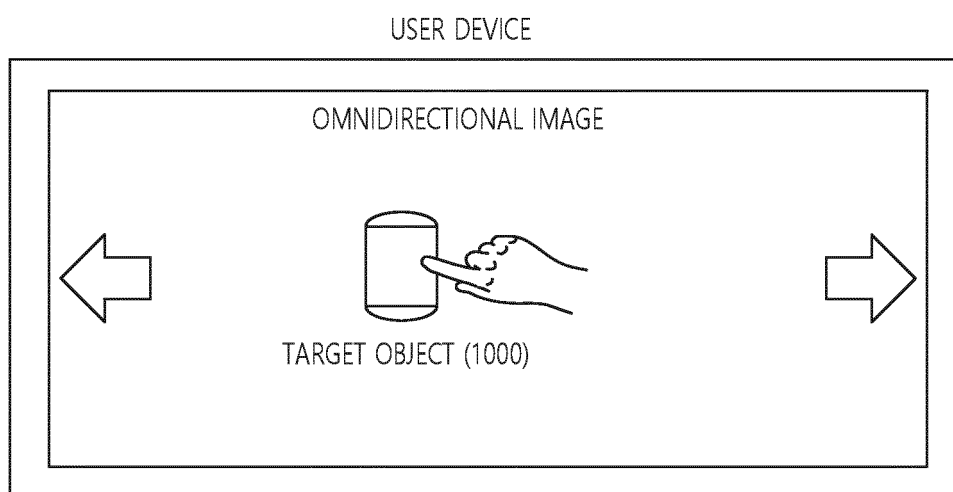 USER DEVICE
OMNIDIRECTIONAL IMAGE
TARGET OBJECT (1000)